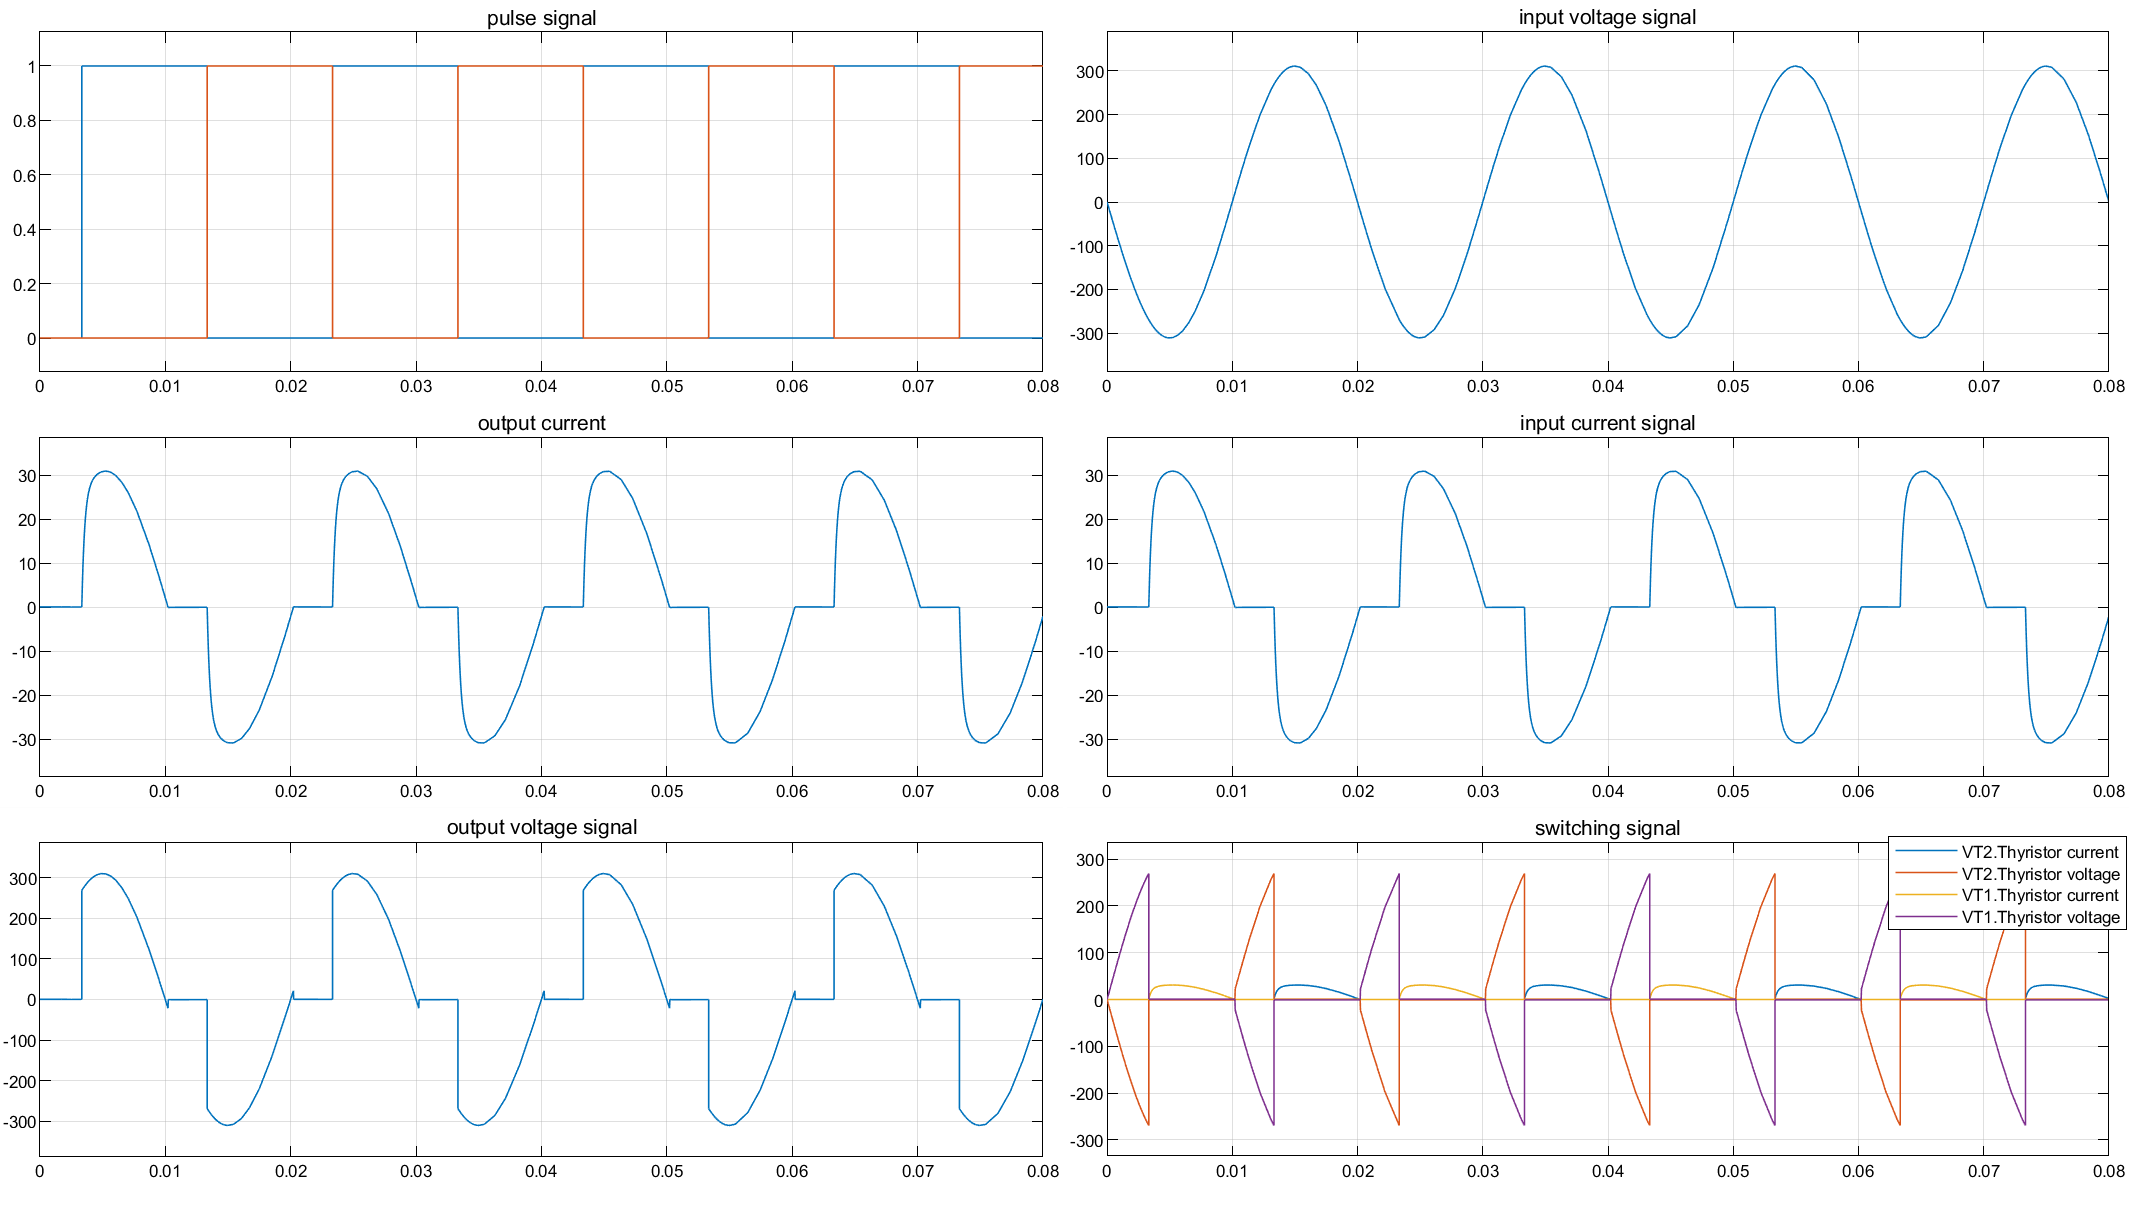 pulse signal
1
0.8
0.6
0.4
0.2
0
0 0.01 0.02 0.03 0.04 0.05 0.06 0.07 0.08
input voltage signal
300
200
100
0
-100
-200
-300
0 0.01 0.02 0.03 0.04 0.05 0.06 0.07 0.08
output current
30
20
10
0
-10
-20
-30
0 0.01 0.02 0.03 0.04 0.05 0.06 0.07 0.08
input current signal
30
20
10
0
-10
-20
-30
0 0.01 0.02 0.03 0.04 0.05 0.06 0.07 0.08
output voltage signal
300
200
100
0
-100
-200
-300
0 0.01 0.02 0.03 0.04 0.05 0.06 0.07 0.08
switching signal
VT2.Thyristor current
VT2.Thyristor voltage
VT1.Thyristor current
VT1.Thyristor voltage
300
200
100
0
-100
-200
-300
0 0.01 0.02 0.03 0.04 0.05 0.06 0.07 0.08